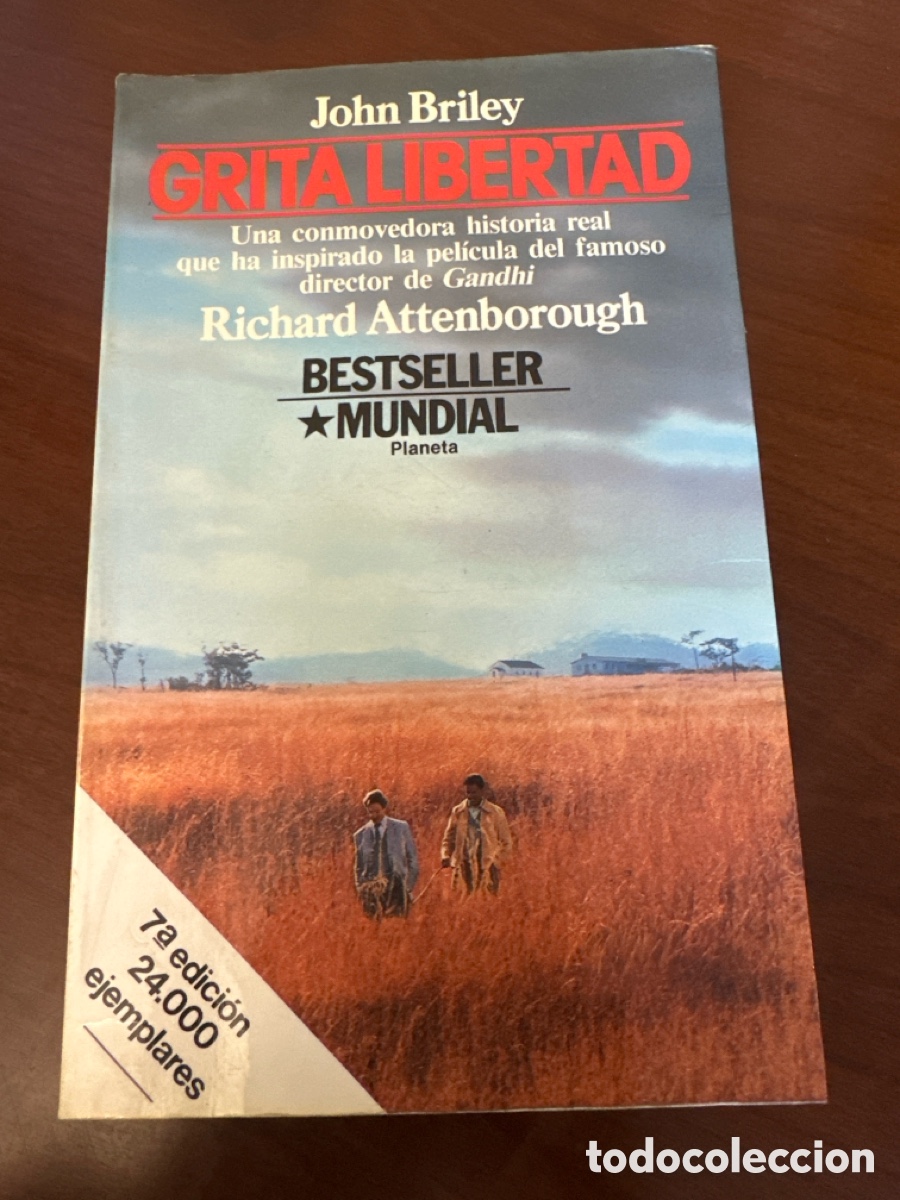 John Briley
GRITA LIBERTAD
Una conmovedora historia real
que ha inspirado la película del famoso
director de Gandhi
Richard Attenborough
BESTSELLER
★MUNDIAL
Planeta
7ª edición
24.000
ejemplares
todocoleccion